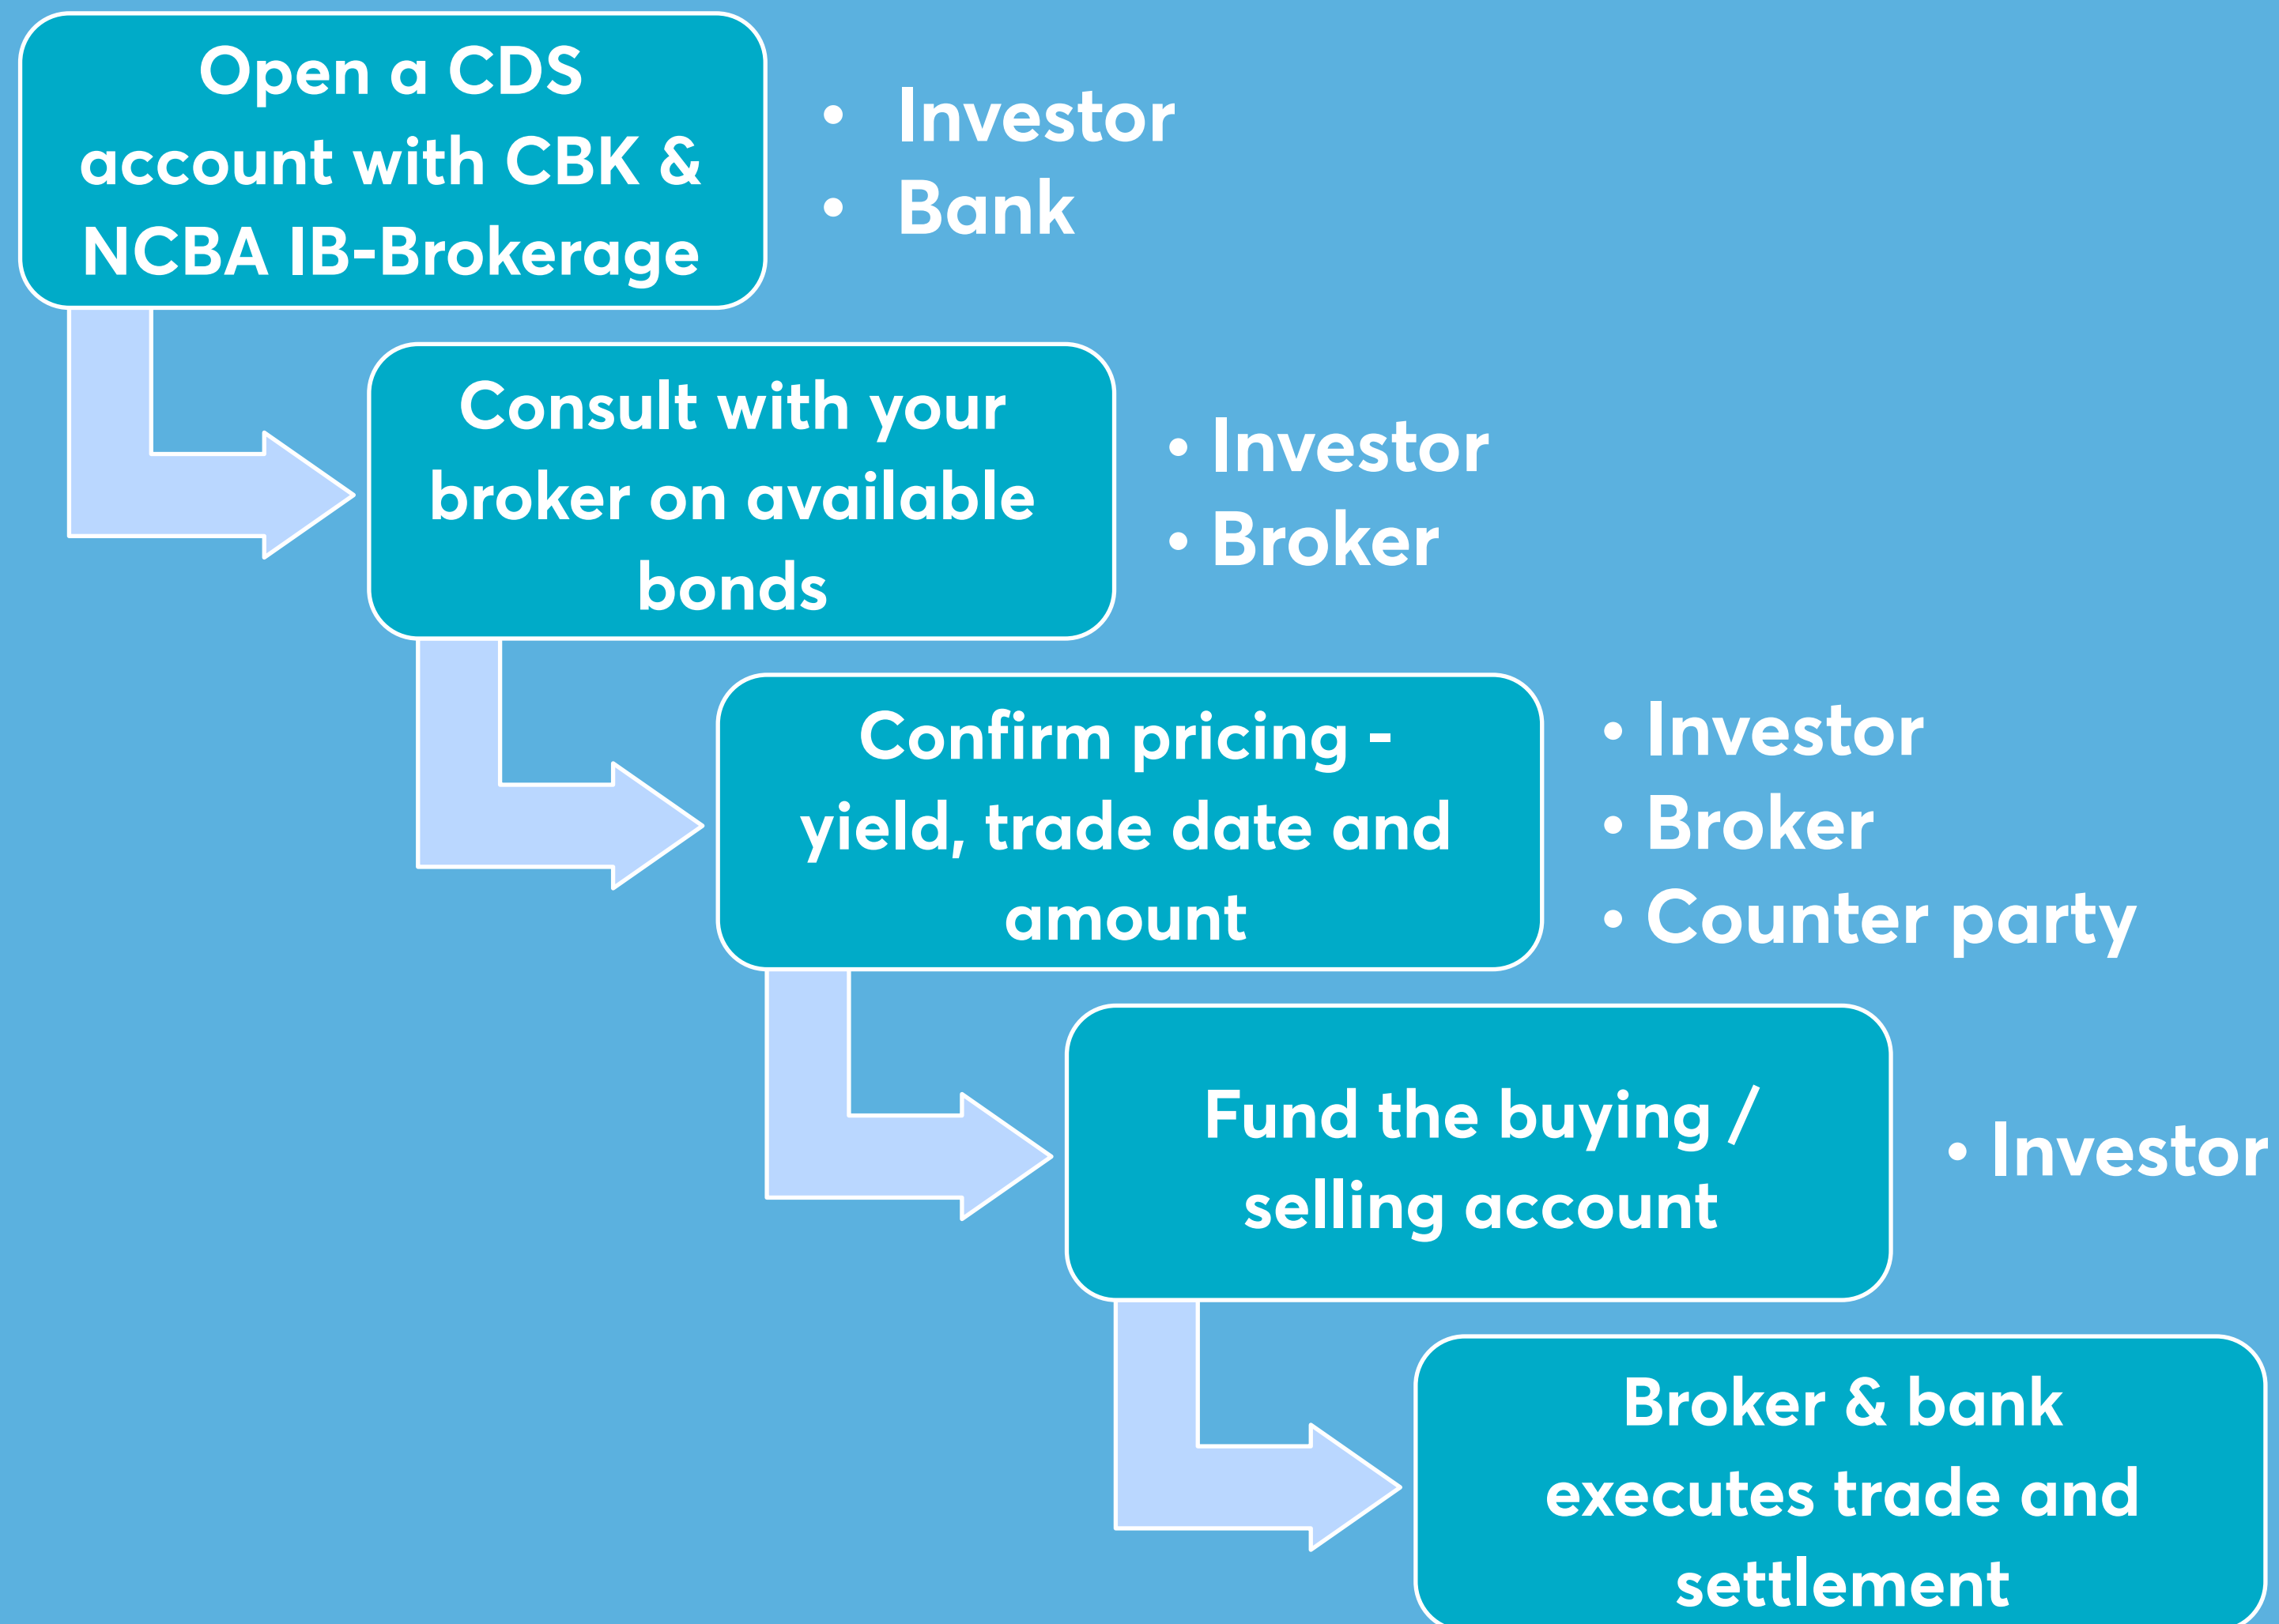 Open a CDS
account with CBK &
NCBA IB-Brokerage
• Investor
• Bank
Consult with your
broker on available
bonds
• Investor
• Broker
Confirm pricing -
yield, trade date and
amount
• Investor
• Broker
• Counter party
Fund the buying /
selling account
• Investor
Broker & bank
executes trade and
settlement